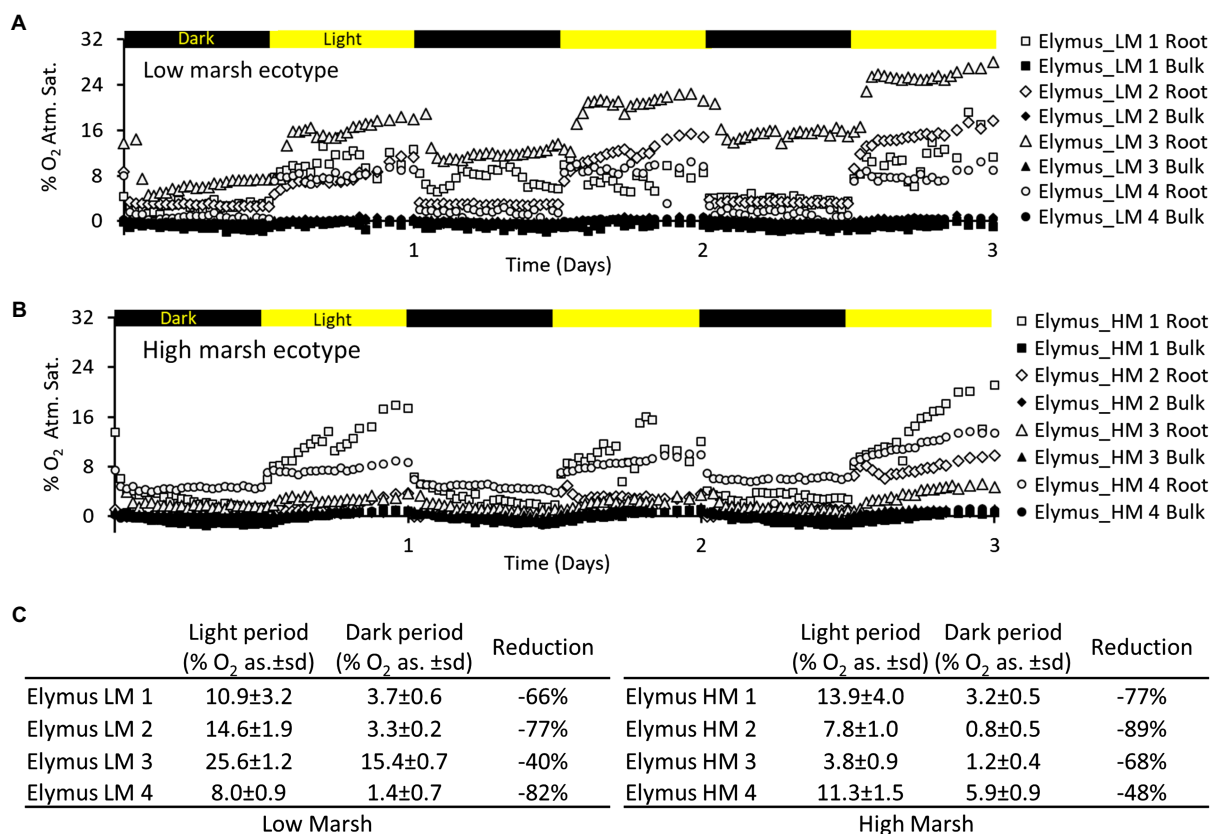 A
32
24
16
8
0
% O2 Atm. Sat.
Dark
Light
Low marsh ecotype
1
2
3
Time (Days)
Elymus_LM 1 Root
Elymus_LM 1 Bulk
Elymus_LM 2 Root
Elymus_LM 2 Bulk
Elymus_LM 3 Root
Elymus_LM 3 Bulk
Elymus_LM 4 Root
Elymus_LM 4 Bulk
B
32
24
16
8
0
% O2 Atm. Sat.
Dark
Light
High marsh ecotype
1
2
3
Time (Days)
Elymus_HM 1 Root
Elymus_HM 1 Bulk
Elymus_HM 2 Root
Elymus_HM 2 Bulk
Elymus_HM 3 Root
Elymus_HM 3 Bulk
Elymus_HM 4 Root
Elymus_HM 4 Bulk
C
Light period (% O2 as.±sd) Dark period (% O2 as. ±sd) Reduction
Elymus LM 1 10.9±3.2 3.7±0.6 -66%
Elymus LM 2 14.6±1.9 3.3±0.2 -77%
Elymus LM 3 25.6±1.2 15.4±0.7 -40%
Elymus LM 4 8.0±0.9 1.4±0.7 -82%
Low Marsh
Light period (% O2 as.±sd) Dark period (% O2 as. ±sd) Reduction
Elymus HM 1 13.9±4.0 3.2±0.5 -77%
Elymus HM 2 7.8±1.0 0.8±0.5 -89%
Elymus HM 3 3.8±0.9 1.2±0.4 -68%
Elymus HM 4 11.3±1.5 5.9±0.9 -48%
High Marsh